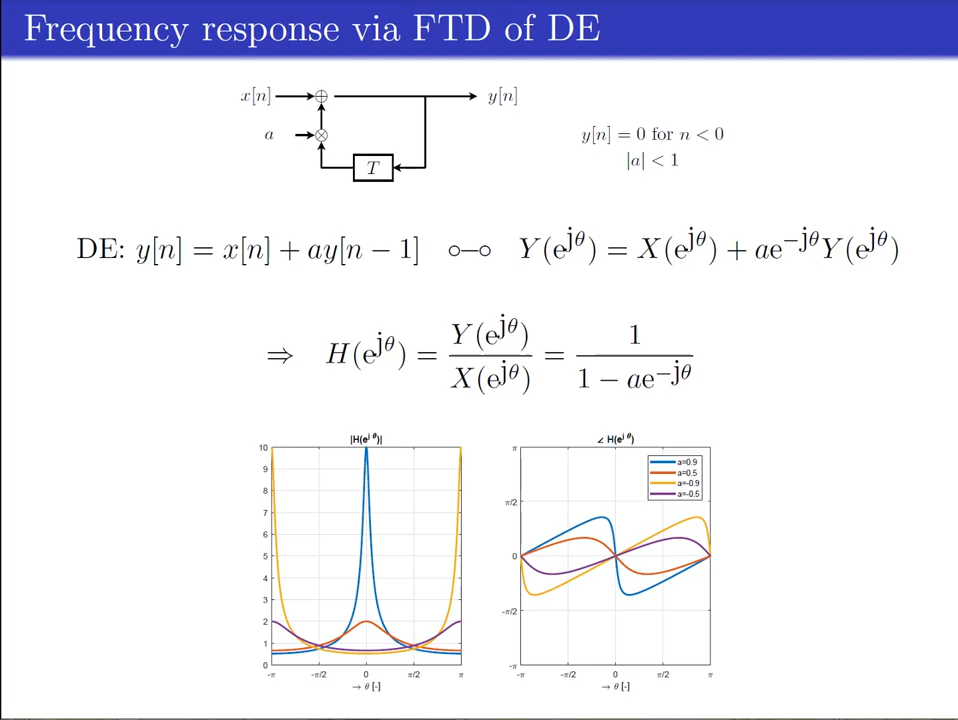 Frequency response via FTD of DE
x[n] ⊕ y[n]
a ⊗
T
y[n] = 0 for n < 0
|a| < 1
DE: y[n] = x[n] + ay[n − 1] ○–○ Y(e^{jθ}) = X(e^{jθ}) + ae^{−jθ}Y(e^{jθ})
⇒ H(e^{jθ}) = Y(e^{jθ}) / X(e^{jθ}) = 1 / (1 − ae^{−jθ})
|H(e^{j θ})|
10
9
8
7
6
5
4
3
2
1
0
-π -π/2 0 π/2 π
→ θ [-]
∠ H(e^{j θ})
π
π/2
0
-π/2
-π
a=0.9
a=0.5
a=-0.9
a=-0.5
-π -π/2 0 π/2 π
→ θ [-]